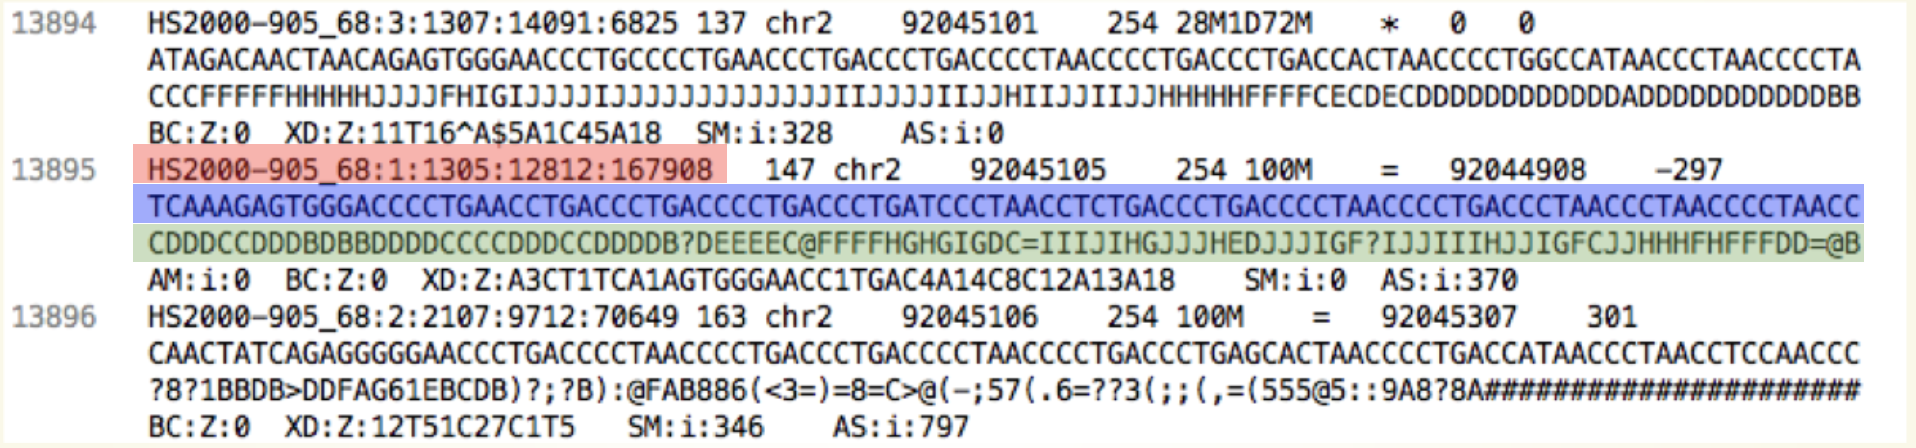 13894 HS2000-905_68:3:1307:14091:6825 137 chr2 92045101 254 28M1D72M * 0 0
ATAGACAACTAACAGAGTGGGAACCCTGCCCCTGAACCCTGACCCTGACCCCTAACCCCTGACCCTGACCACTAACCCCTGGCCATAACCCTAACCCCTA
CCCFFFFFHHHHHJJJJFHIGIJJJJIJJJJJJJJJJJJJIIJJJJIIJJHIIJJIIJJHHHHHFFFFCECDECDDDDDDDDDDDDADDDDDDDDDDDBB
BC:Z:0 XD:Z:11T16^A$5A1C45A18 SM:i:328 AS:i:0
13895 HS2000-905_68:1:1305:12812:167908 147 chr2 92045105 254 100M = 92044908 -297
TCAAAGAGTGGGACCCCTGAACCTGACCCTGACCCCTGACCCTGATCCCTAACCTCTGACCCTGACCCCTAACCCCTGACCCTAACCCTAACCCCTAACC
CDDDCCDDDBDBBDDDDCCCCDDDCCDDDDB?DEEEEC@FFFFHGHGIGDC=IIIJIHGJJJHEDJJJIGF?IJJIIIHJJIGFCJJHHHFHFFFDD=@B
AM:i:0 BC:Z:0 XD:Z:A3CT1TCA1AGTGGGAACC1TGAC4A14C8C12A13A18 SM:i:0 AS:i:370
13896 HS2000-905_68:2:2107:9712:70649 163 chr2 92045106 254 100M = 92045307 301
CAACTATCAGAGGGGGAACCCTGACCCCTAACCCCTGACCCTGACCCCTAACCCCTGACCCTGAGCACTAACCCCTGACCATAACCCTAACCTCCAACCC
?8?1BBDB>DDFAG61EBCDB)?;?B):@FAB886(<3=)=8=C>@(-;57(.6=??3(;;(,=(555@5::9A8?8A######################
BC:Z:0 XD:Z:12T51C27C1T5 SM:i:346 AS:i:797